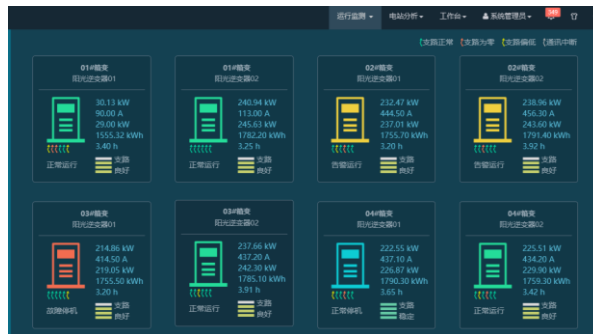 运行监测 电站分析 工作台 系统管理员 349
支路正常 支路为零 支路偏低 通讯中断
01#箱变
阳光逆变器01
30.13 kW
90.00 A
29.00 kW
1555.32 kWh
3.40 h
正常运行
支路
良好
01#箱变
阳光逆变器02
240.94 kW
113.00 A
245.63 kW
1782.20 kWh
3.25 h
正常运行
支路
良好
02#箱变
阳光逆变器01
232.47 kW
444.50 A
237.01 kW
1755.70 kWh
3.20 h
告警运行
支路
良好
02#箱变
阳光逆变器02
238.96 kW
456.30 A
243.60 kW
1791.40 kWh
3.92 h
告警运行
支路
良好
03#箱变
阳光逆变器01
214.86 kW
414.50 A
219.05 kW
1755.50 kWh
3.20 h
故障停机
支路
良好
03#箱变
阳光逆变器02
237.66 kW
437.20 A
242.30 kW
1785.10 kWh
3.91 h
正常运行
支路
良好
04#箱变
阳光逆变器01
222.55 kW
437.10 A
226.87 kW
1790.30 kWh
3.65 h
正常停机
支路
稳定
04#箱变
阳光逆变器02
225.51 kW
434.20 A
229.90 kW
1759.30 kWh
3.42 h
正常运行
支路
良好